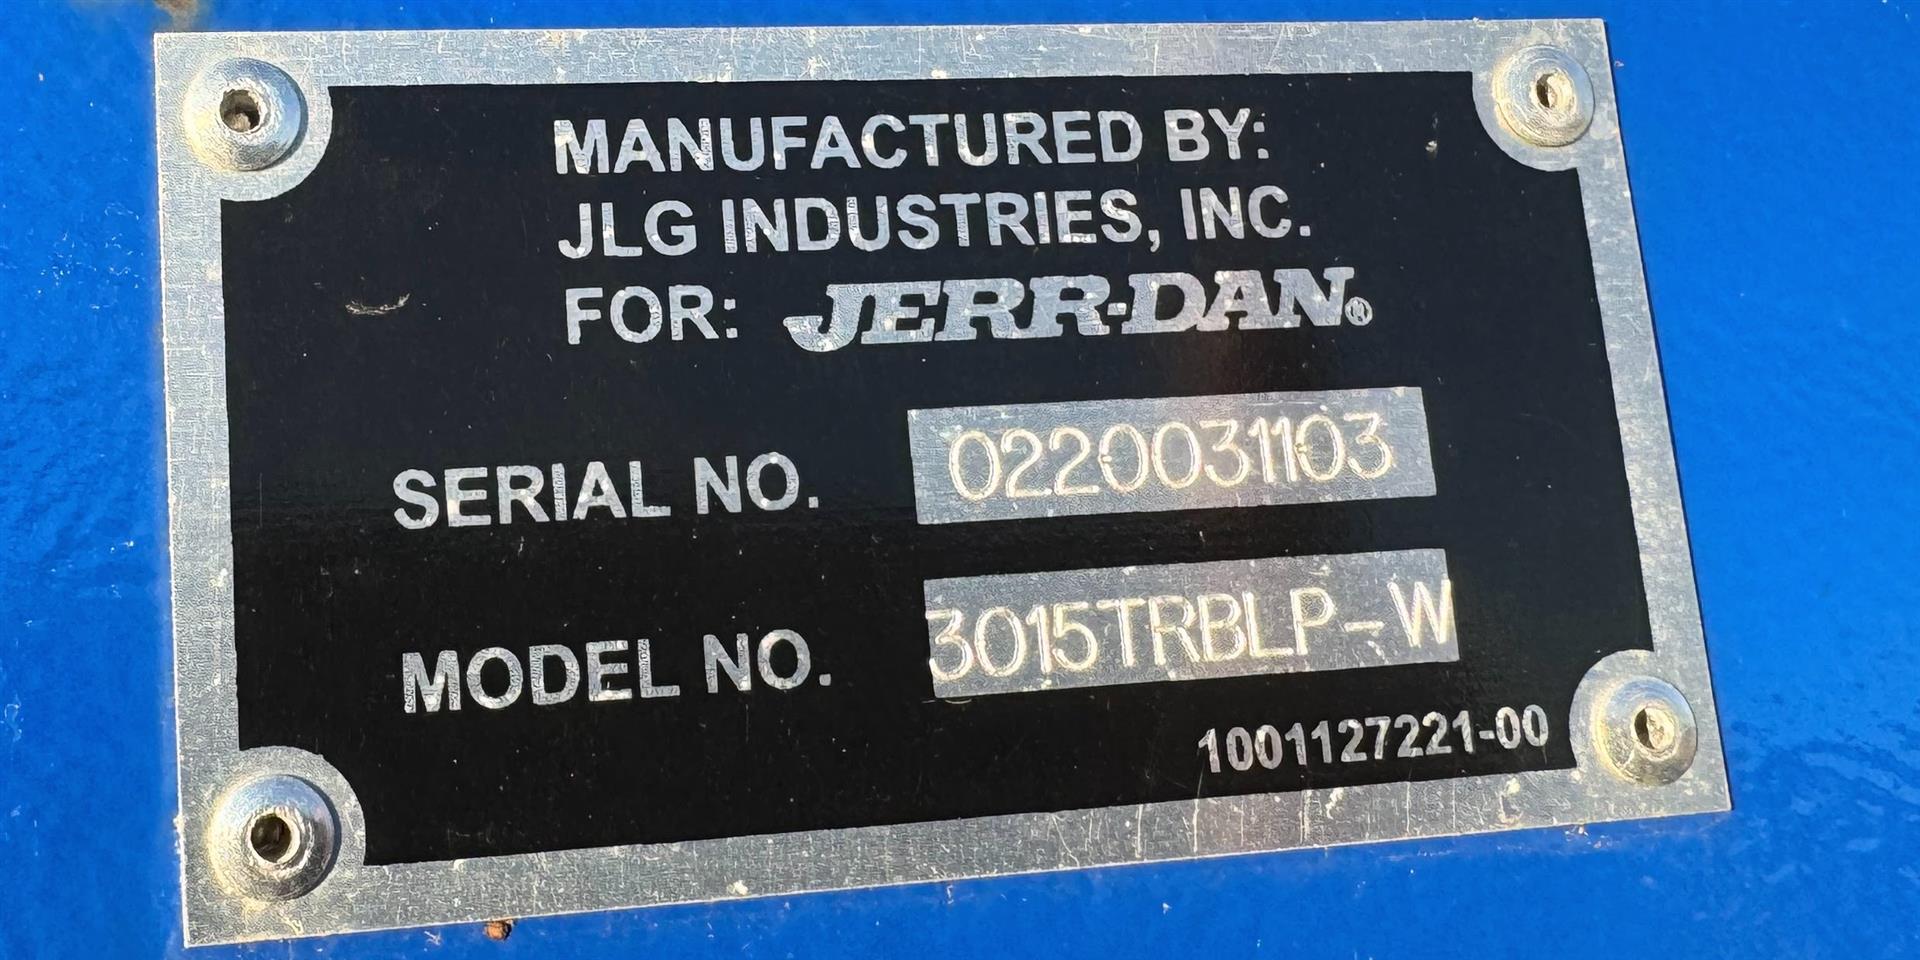 MANUFACTURED BY:
JLG INDUSTRIES, INC.
FOR: JERR-DAN®
SERIAL NO. 0220031103
MODEL NO. 3015TRBLP-W
1001127221-00